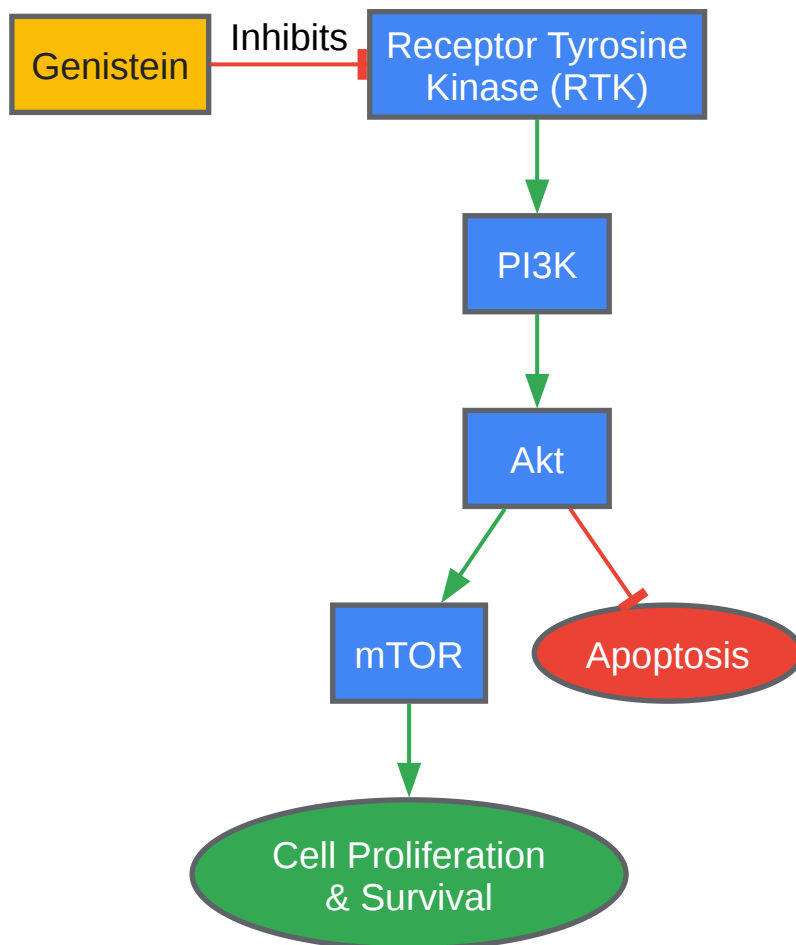 Genistein
Inhibits
Receptor Tyrosine
Kinase (RTK)
PI3K
Akt
mTOR
Apoptosis
Cell Proliferation
& Survival